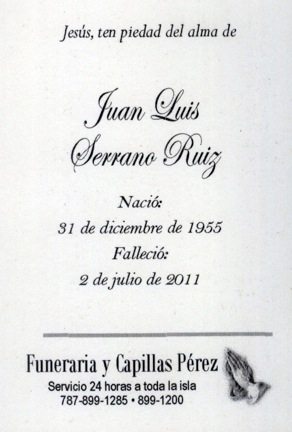 Jesús, ten piedad del alma de
Juan Luis
Serrano Ruiz
Nació:
31 de diciembre de 1955
Falleció:
2 de julio de 2011
Funeraria y Capillas Pérez
Servicio 24 horas a toda la isla
787-899-1285 • 899-1200